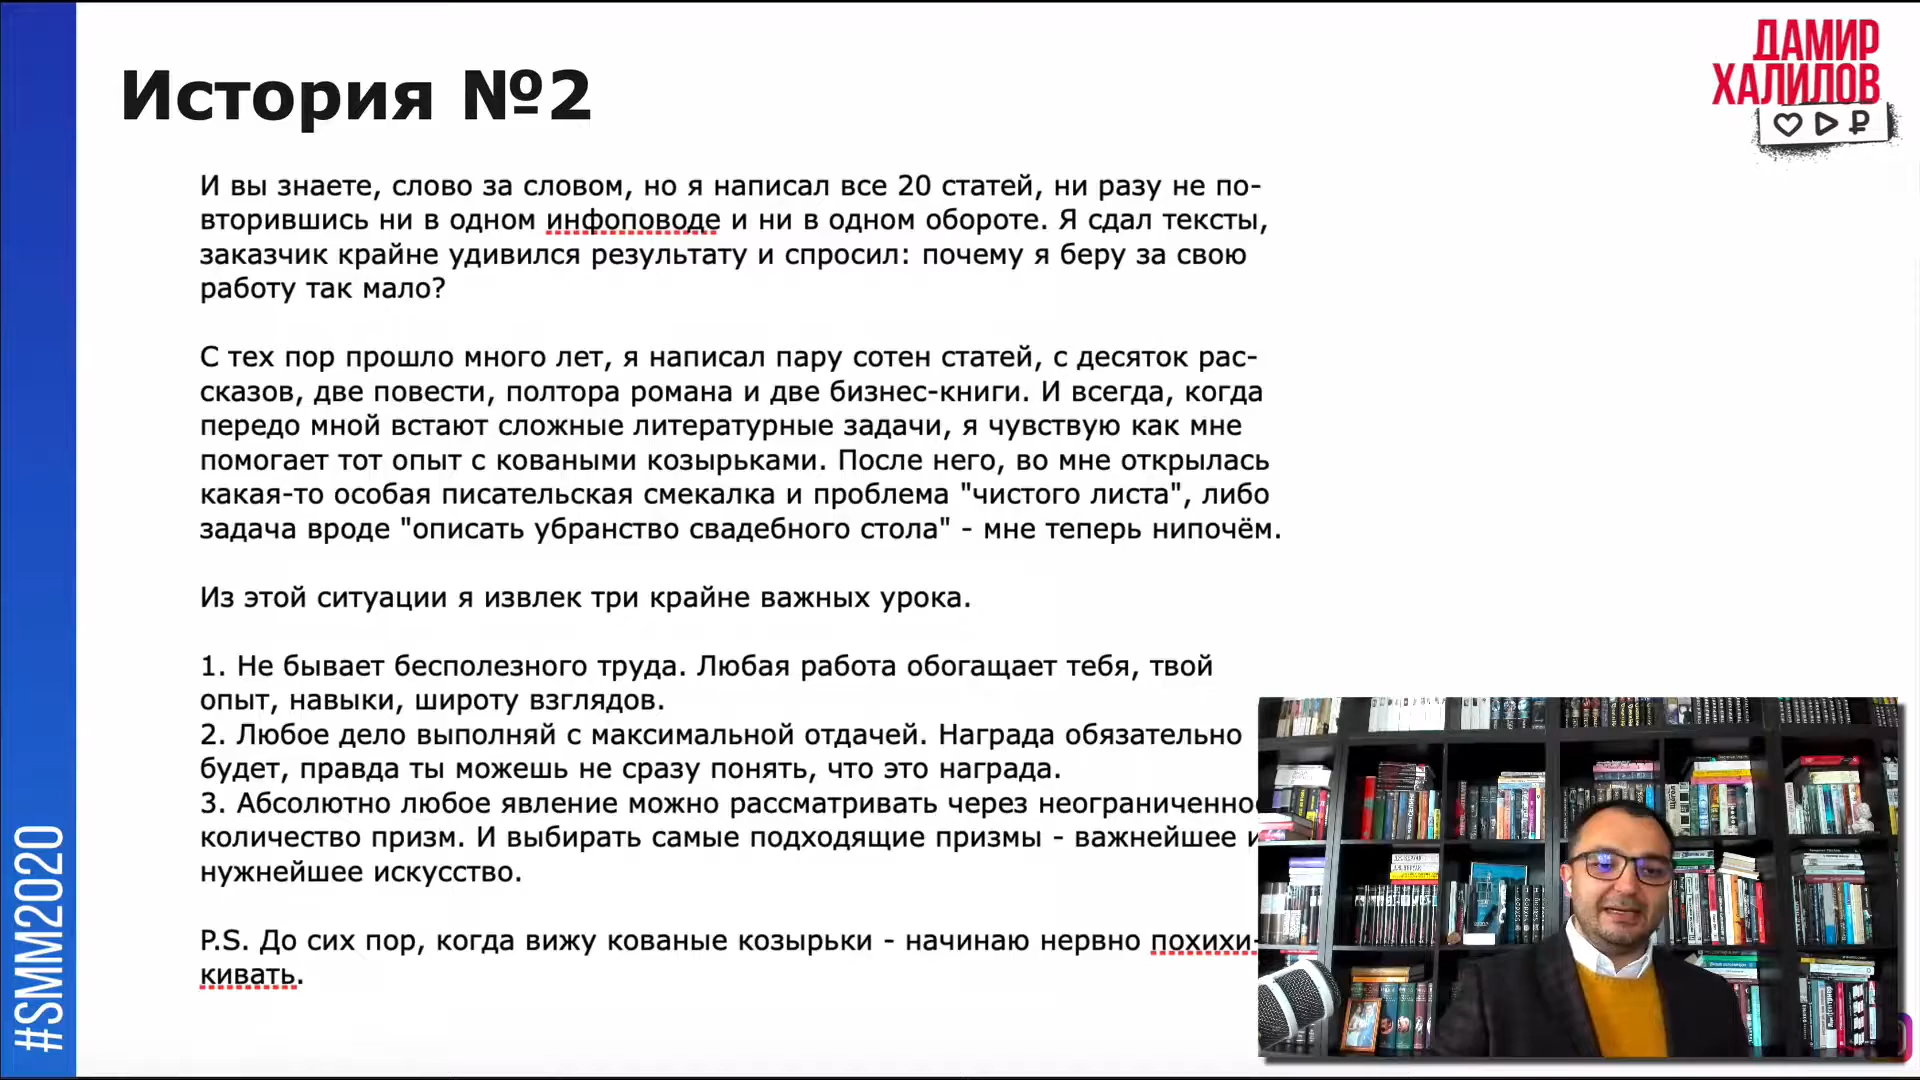 История №2
ДАМИР
ХАЛИЛОВ
И вы знаете, слово за словом, но я написал все 20 статей, ни разу не по-
вторившись ни в одном инфоповоде и ни в одном обороте. Я сдал тексты,
заказчик крайне удивился результату и спросил: почему я беру за свою
работу так мало?
С тех пор прошло много лет, я написал пару сотен статей, с десяток рас-
сказов, две повести, полтора романа и две бизнес-книги. И всегда, когда
передо мной встают сложные литературные задачи, я чувствую как мне
помогает тот опыт с коваными козырьками. После него, во мне открылась
какая-то особая писательская смекалка и проблема "чистого листа", либо
задача вроде "описать убранство свадебного стола" - мне теперь нипочём.
Из этой ситуации я извлек три крайне важных урока.
1. Не бывает бесполезного труда. Любая работа обогащает тебя, твой
опыт, навыки, широту взглядов.
2. Любое дело выполняй с максимальной отдачей. Награда обязательно
будет, правда ты можешь не сразу понять, что это награда.
3. Абсолютно любое явление можно рассматривать через неограниченное
количество призм. И выбирать самые подходящие призмы - важнейшее и
нужнейшее искусство.
P.S. До сих пор, когда вижу кованые козырьки - начинаю нервно похихи-
кивать.
#SMM2020